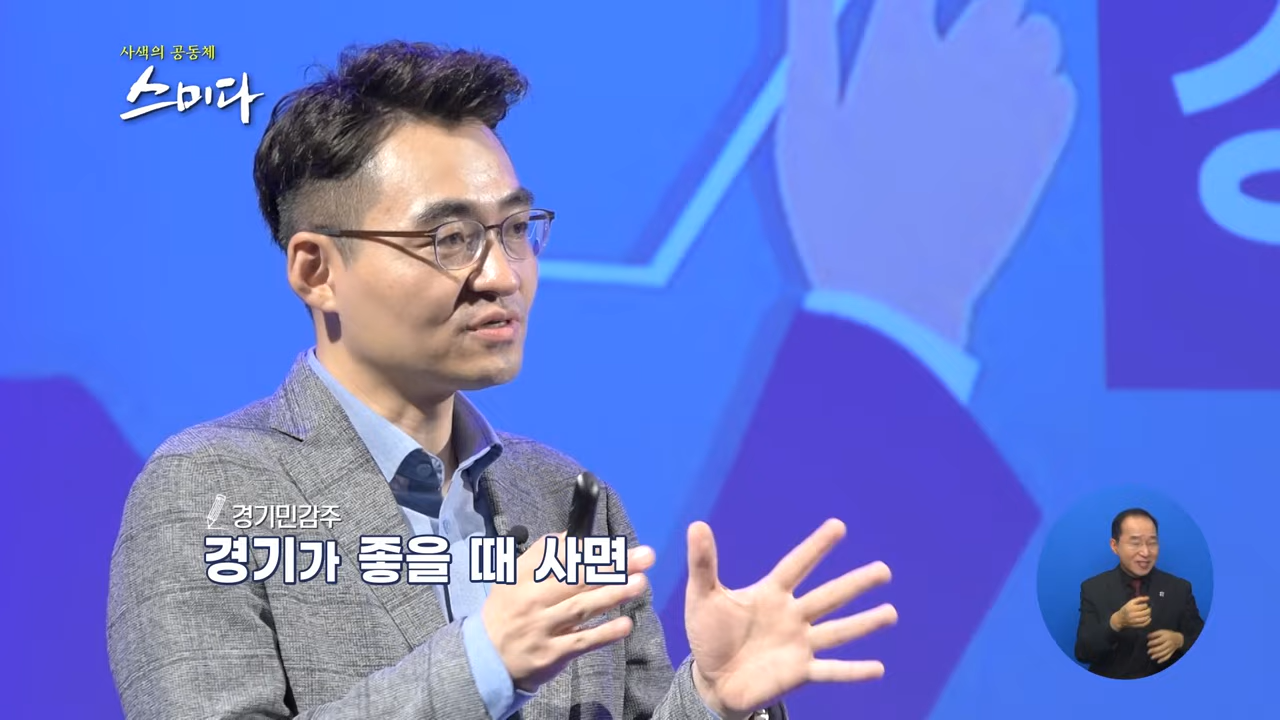 사색의 공동체
스미다
경기민감주
경기가 좋을 때 사면